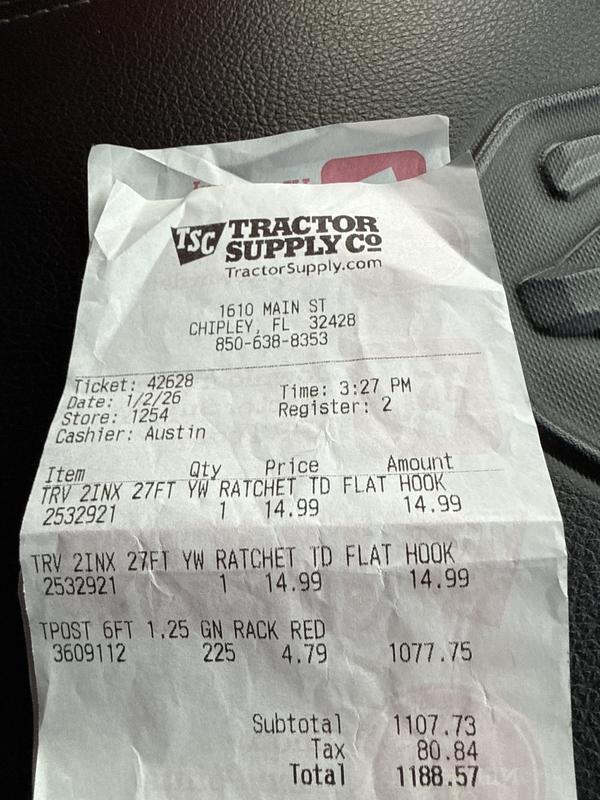 TSC TRACTOR SUPPLY CO
TractorSupply.com
1610 MAIN ST
CHIPLEY, FL 32428
850-638-8353
Ticket: 42628
Date: 1/2/26 Time: 3:27 PM
Store: 1254 Register: 2
Cashier: Austin
Item Qty Price Amount
TRV 2INX 27FT YW RATCHET TD FLAT HOOK
2532921 1 14.99 14.99
TRV 2INX 27FT YW RATCHET TD FLAT HOOK
2532921 1 14.99 14.99
TPOST 6FT 1.25 GN RACK RED
3609112 225 4.79 1077.75
Subtotal 1107.73
Tax 80.84
Total 1188.57